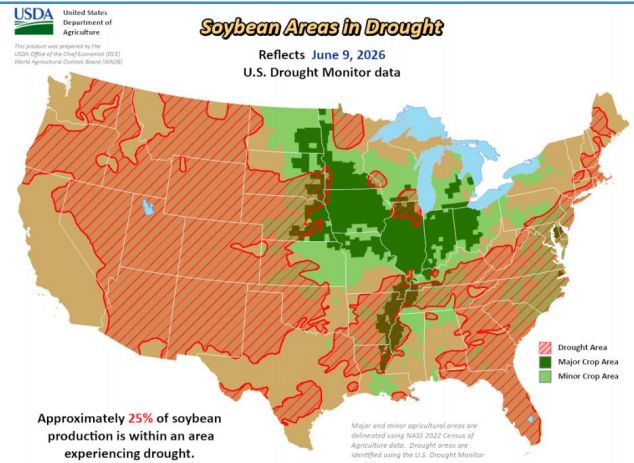 USDA
United States
Department of
Agriculture
This product was prepared by the
USDA Office of the Chief Economist (OCE)
World Agricultural Outlook Board (WAOB)
Soybean Areas in Drought
Reflects June 9, 2026
U.S. Drought Monitor data
Drought Area
Major Crop Area
Minor Crop Area
Approximately 25% of soybean
production is within an area
experiencing drought.
Major and minor agricultural areas are
delineated using NASS 2022 Census of
Agriculture data. Drought areas are
identified using the U.S. Drought Monitor